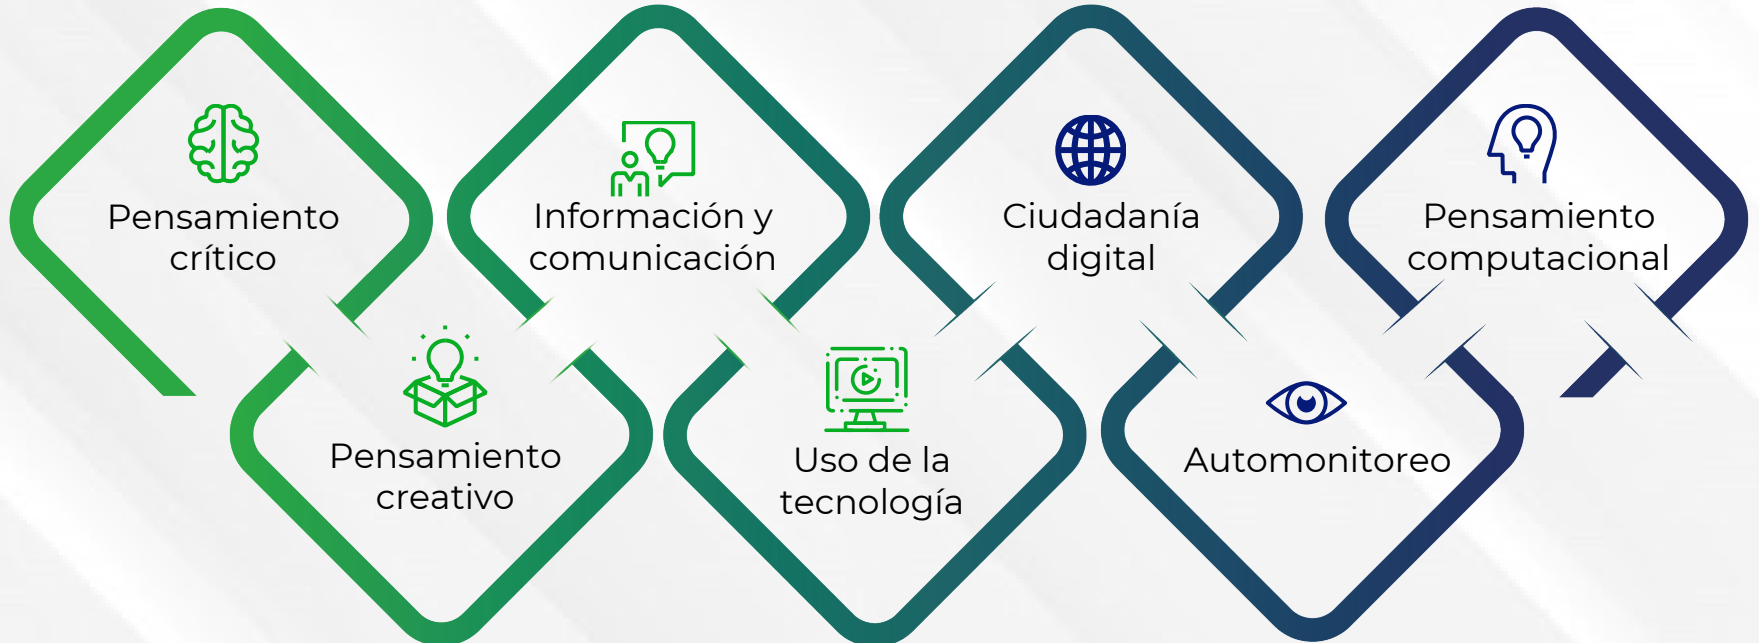 Pensamiento
crítico
Información y
comunicación
Ciudadanía
digital
Pensamiento
computacional
Pensamiento
creativo
Uso de la
tecnología
Automonitoreo